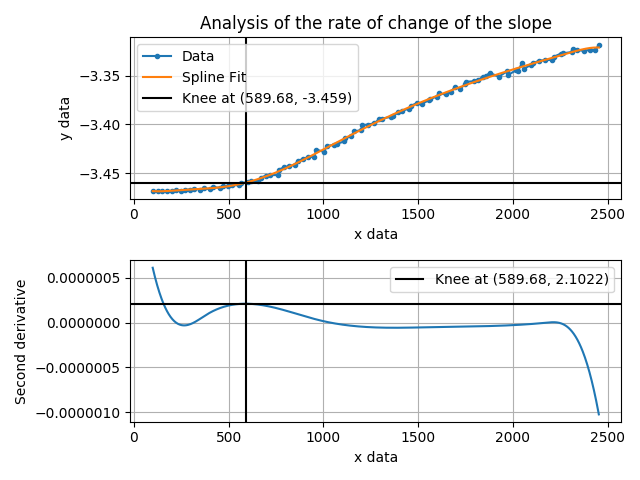 Analysis of the rate of change of the slope
Data
Spline Fit
Knee at (589.68, -3.459)
−3.35
−3.40
−3.45
y data
0 500 1000 1500 2000 2500
x data
Knee at (589.68, 2.1022)
0.0000005
0.0000000
−0.0000005
−0.0000010
Second derivative
0 500 1000 1500 2000 2500
x data